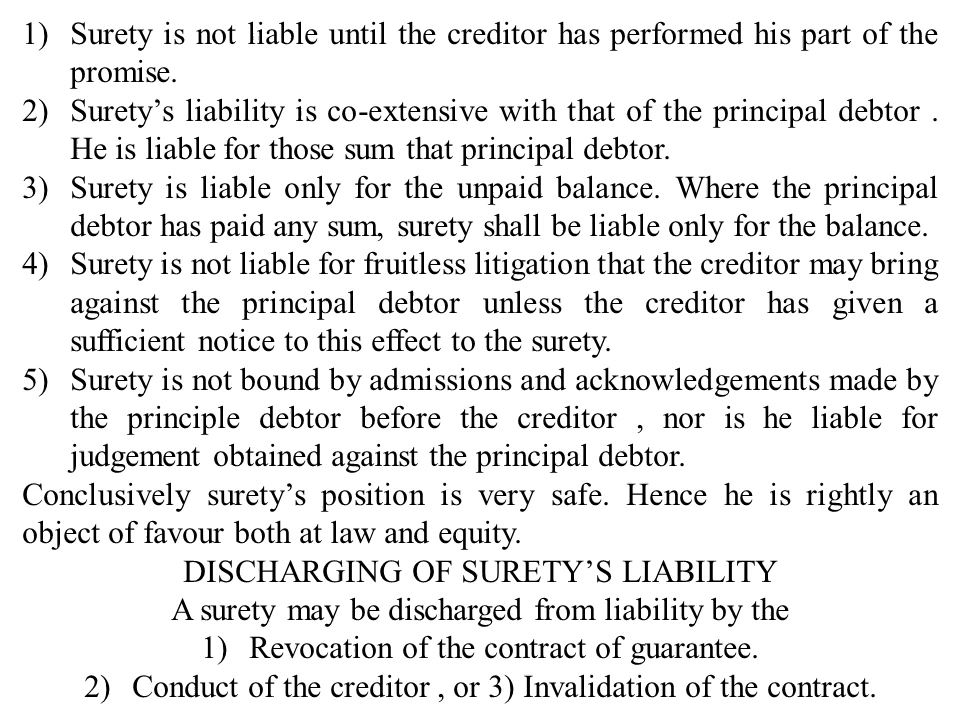 1) Surety is not liable until the creditor has performed his part of the
promise.
2) Surety’s liability is co-extensive with that of the principal debtor .
He is liable for those sum that principal debtor.
3) Surety is liable only for the unpaid balance. Where the principal
debtor has paid any sum, surety shall be liable only for the balance.
4) Surety is not liable for fruitless litigation that the creditor may bring
against the principal debtor unless the creditor has given a
sufficient notice to this effect to the surety.
5) Surety is not bound by admissions and acknowledgements made by
the principle debtor before the creditor , nor is he liable for
judgement obtained against the principal debtor.
Conclusively surety’s position is very safe. Hence he is rightly an
object of favour both at law and equity.
DISCHARGING OF SURETY’S LIABILITY
A surety may be discharged from liability by the
1) Revocation of the contract of guarantee.
2) Conduct of the creditor , or 3) Invalidation of the contract.